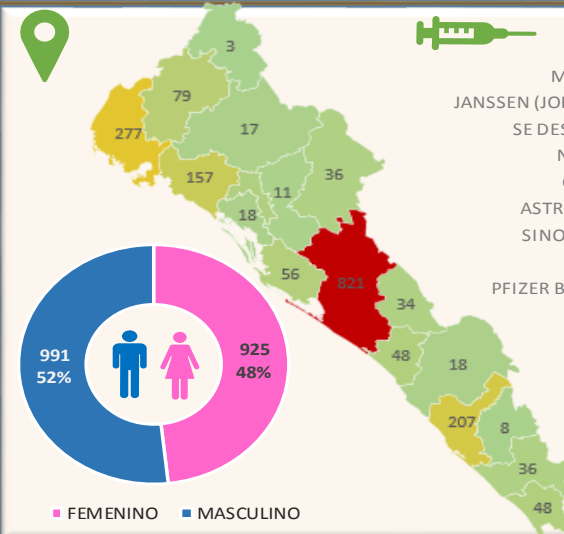 3
79
277
17
157
36
11
18
M
JANSSEN (JO
SE DES
N
ASTR
SINO
PFIZER B
56
821
34
48
18
207
8
36
48
991
52%
925
48%
FEMENINO
MASCULINO